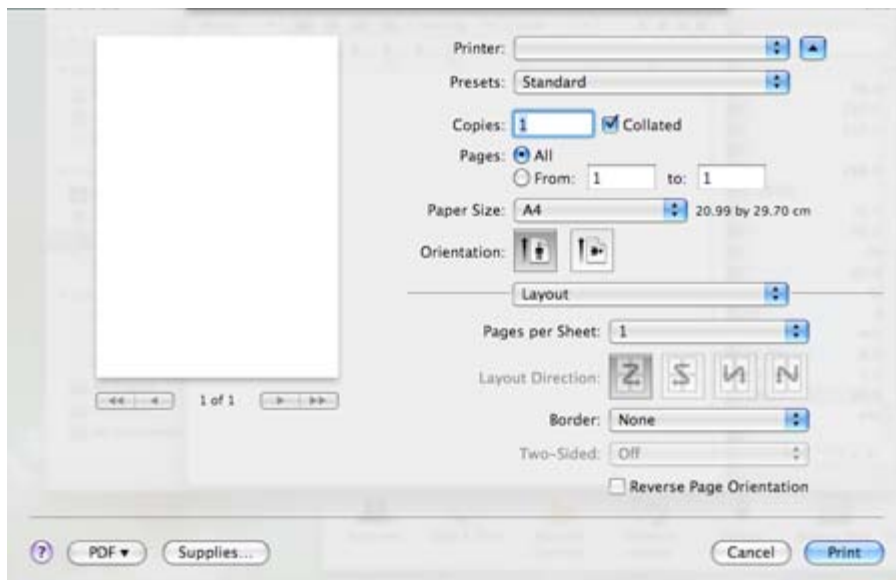 Printer:
Presets: Standard
Copies: 1 Collated
Pages: All
From: 1 to: 1
Paper Size: A4 20.99 by 29.70 cm
Orientation:
Layout
Pages per Sheet: 1
Layout Direction:
1 of 1
Border: None
Two-Sided: Off
Reverse Page Orientation
? PDF ▾ Supplies... Cancel Print